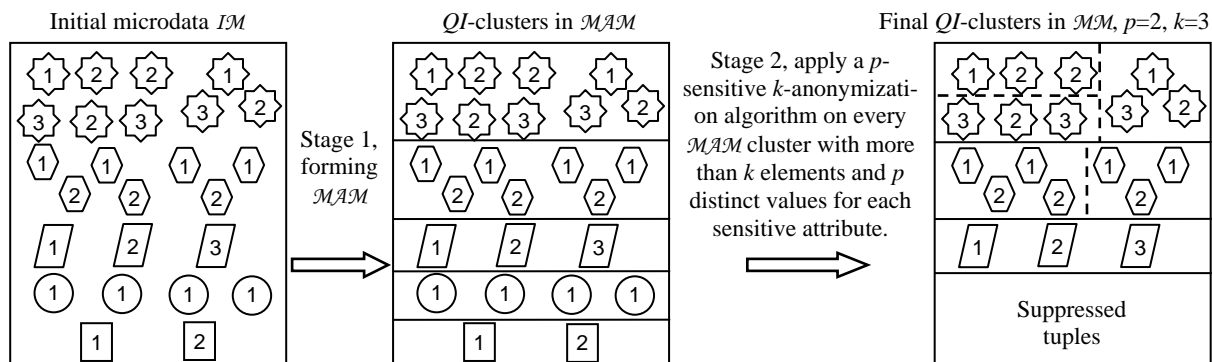 Initial microdata IM
1 2 2 1
3 2 3 3 2
1 1 1 1
2 2 2
1 2 3
1 1 1 1
1 2
Stage 1,
forming
MAM
QI-clusters in MAM
1 2 2 1
3 2 3 3 2
1 1 1 1
2 2 2
1 2 3
1 1 1 1
1 2
Stage 2, apply a p-
sensitive k-anonymizati-
on algorithm on every
MAM cluster with more
than k elements and p
distinct values for each
sensitive attribute.
Final QI-clusters in MM, p=2, k=3
1 2 2 1
3 2 3 3 2
1 1 1 1
2 2 2
1 2 3
Suppressed
tuples